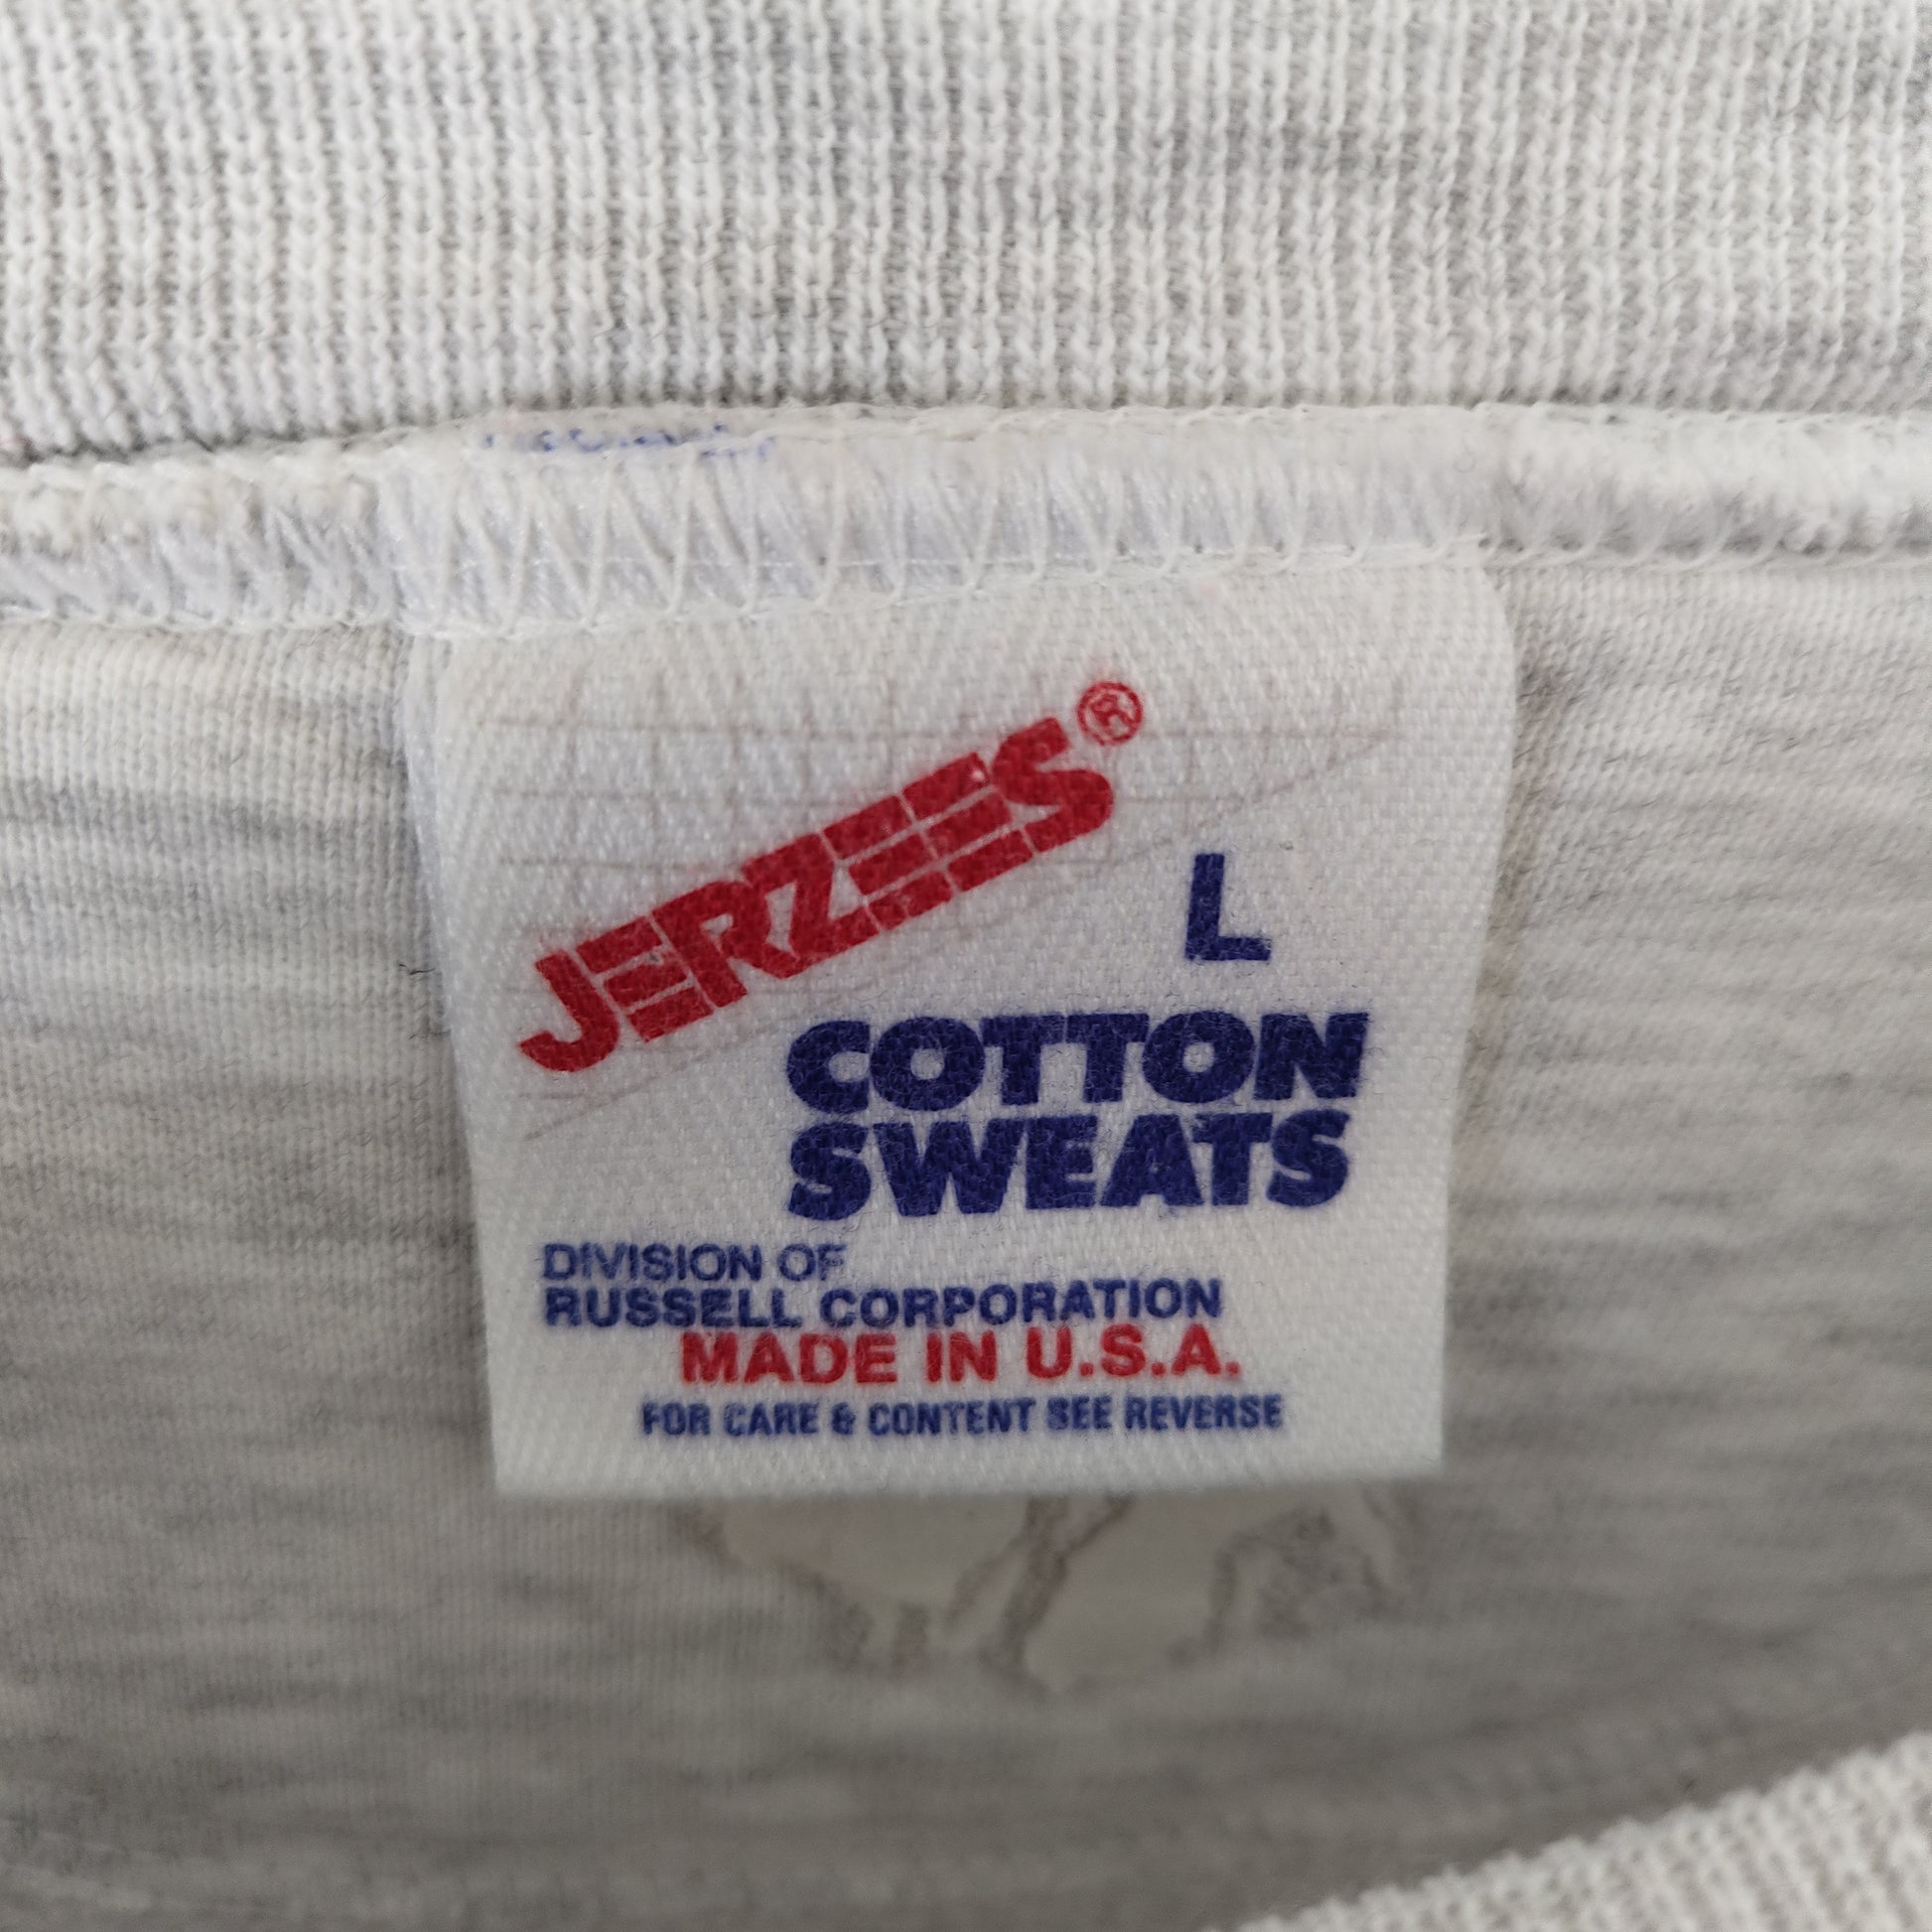 JERZEES®
L
COTTON
SWEATS
DIVISION OF
RUSSELL CORPORATION
MADE IN U.S.A.
FOR CARE & CONTENT SEE REVERSE